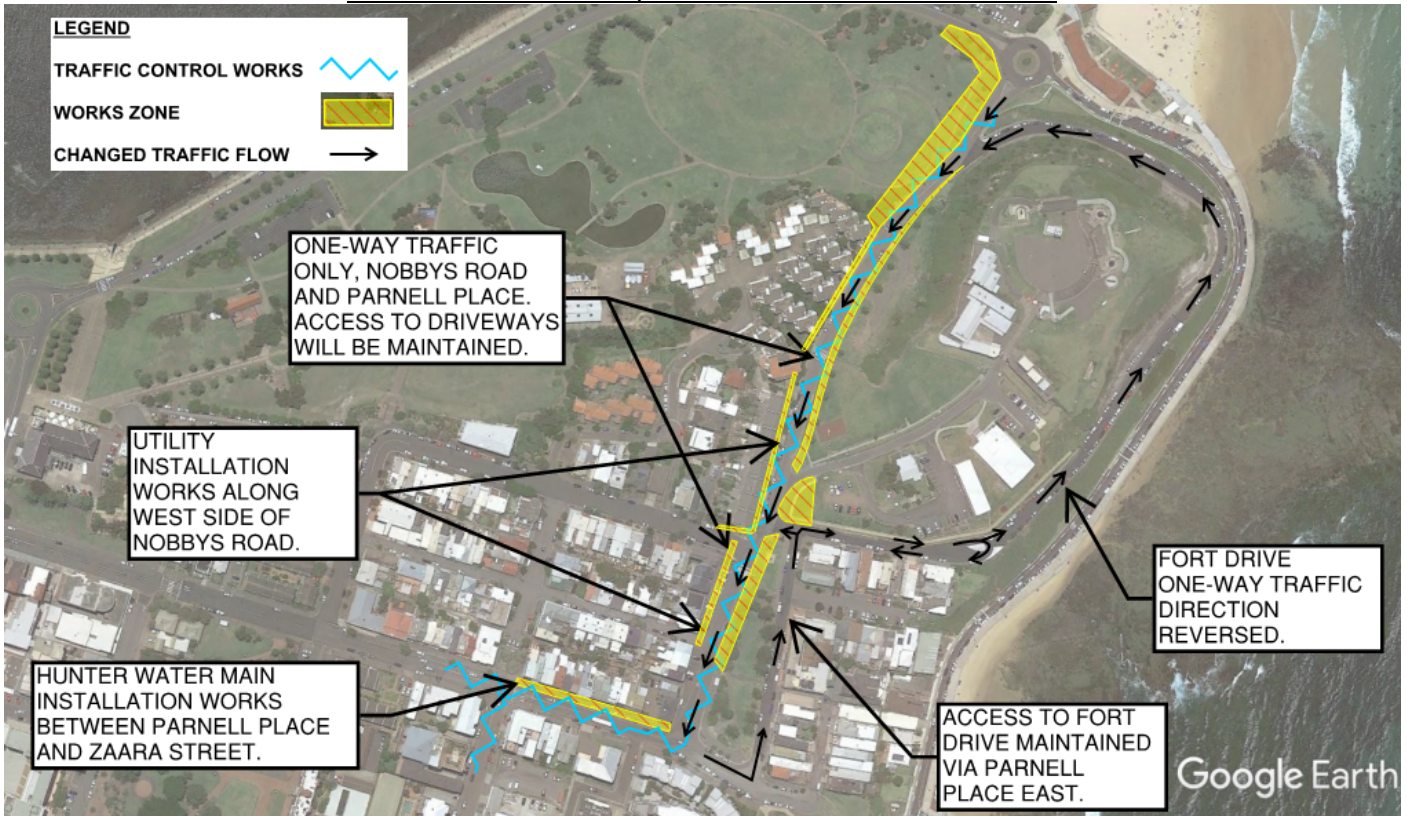 LEGEND
TRAFFIC CONTROL WORKS
WORKS ZONE
CHANGED TRAFFIC FLOW
ONE-WAY TRAFFIC
ONLY, NOBBYS ROAD
AND PARNELL PLACE.
ACCESS TO DRIVEWAYS
WILL BE MAINTAINED.
UTILITY
INSTALLATION
WORKS ALONG
WEST SIDE OF
NOBBYS ROAD.
FORT DRIVE
ONE-WAY TRAFFIC
DIRECTION
REVERSED.
HUNTER WATER MAIN
INSTALLATION WORKS
BETWEEN PARNELL PLACE
AND ZAARA STREET.
ACCESS TO FORT
DRIVE MAINTAINED
VIA PARNELL
PLACE EAST.
Google Earth